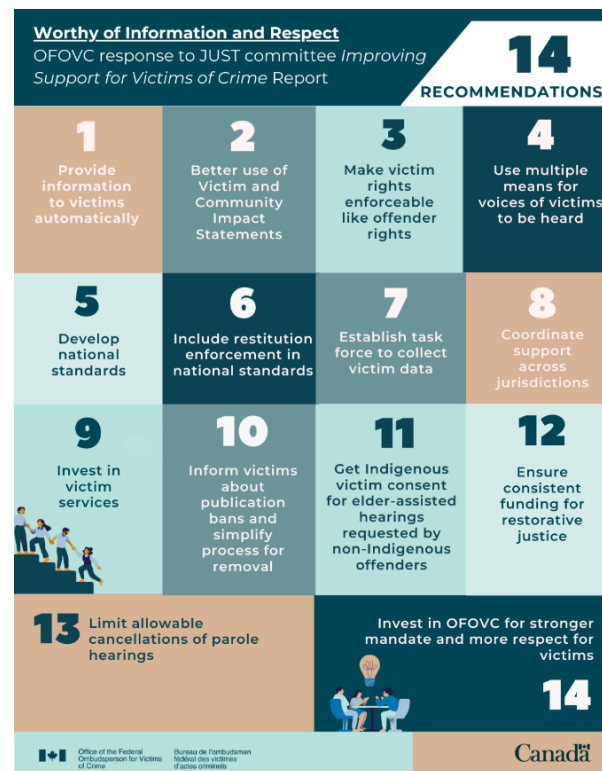 Worthy of Information and Respect
OFOVC response to JUST committee Improving
Support for Victims of Crime Report
14
RECOMMENDATIONS
1
Provide
information
to victims
automatically
2
Better use of
Victim and
Community
Impact
Statements
3
Make victim
rights
enforceable
like offender
rights
4
Use multiple
means for
voices of victims
to be heard
5
Develop
national
standards
6
Include restitution
enforcement in
national standards
7
Establish task
force to collect
victim data
8
Coordinate
support
across
jurisdictions
9
Invest in
victim
services
10
Inform victims
about
publication
bans and
simplify
process for
removal
11
Get Indigenous
victim consent
for elder-assisted
hearings
requested by
non-Indigenous
offenders
12
Ensure
consistent
funding for
restorative
justice
13
Limit allowable
cancellations of parole
hearings
Invest in OFOVC for stronger
mandate and more respect for
victims
14
Office of the Federal
Ombudsperson for Victims
of Crime
Bureau de l'ombudsman
fédéral des victimes
d'actes criminels
Canada